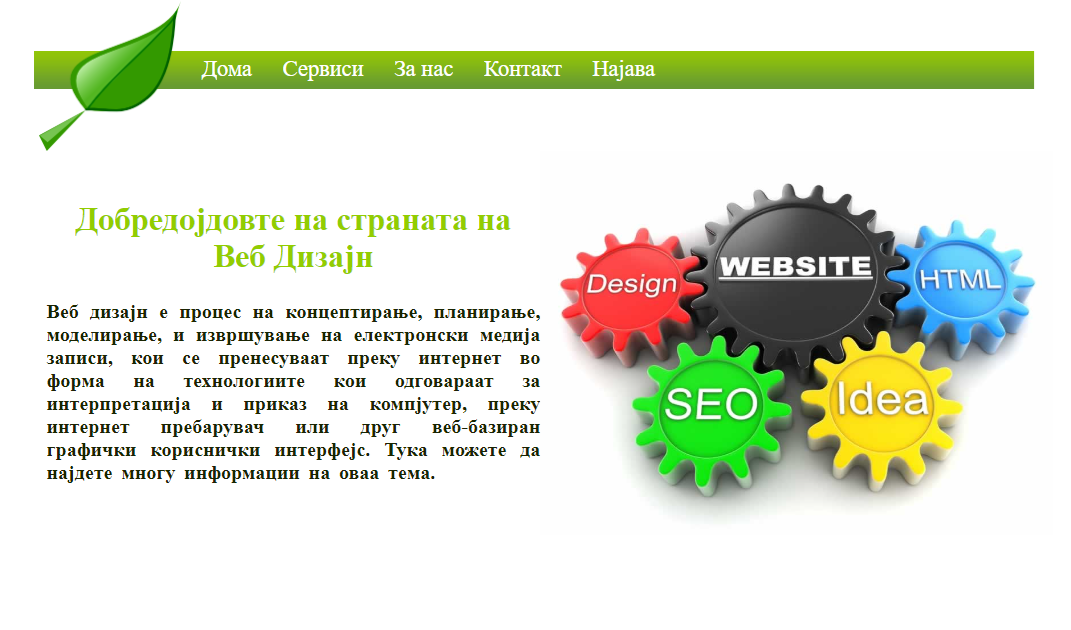 Дома Сервиси За нас Контакт Најава
Добредојдовте на страната на
Веб Дизајн
Веб дизајн е процес на концептирање, планирање,
моделирање, и извршување на електронски медија
записи, кои се пренесуваат преку интернет во
форма на технологиите кои одговараат за
интерпретација и приказ на компјутер, преку
интернет пребарувач или друг веб-базиран
графички кориснички интерфејс. Тука можете да
најдете многу информации на оваа тема.
Design
WEBSITE
HTML
SEO
Idea